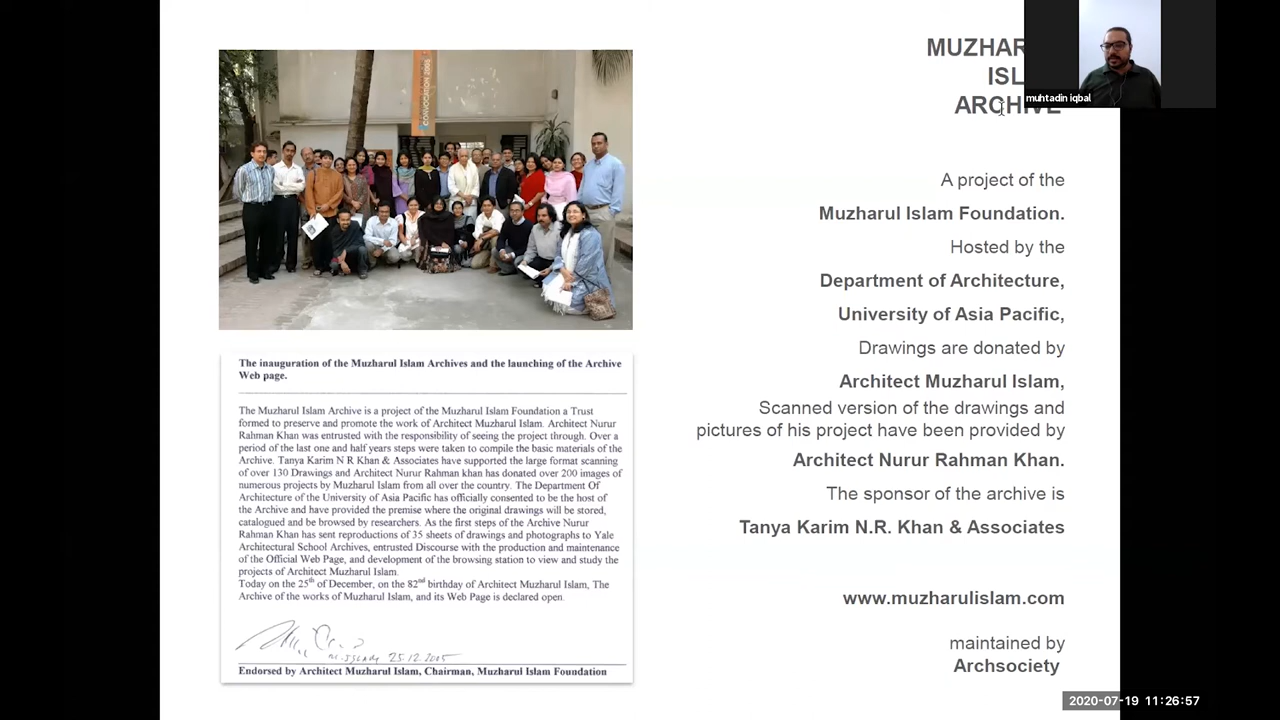 CONVOCATION 2005
The inauguration of the Muzharul Islam Archives and the launching of the Archive
Web page.
The Muzharul Islam Archive is a project of the Muzharul Islam Foundation a Trust
formed to preserve and promote the work of Architect Muzharul Islam. Architect Nurur
Rahman Khan was entrusted with the responsibility of seeing the project through. Over a
period of the last one and half years steps were taken to compile the basic materials of the
Archive. Tanya Karim N R Khan & Associates have supported the large format scanning
of over 130 Drawings and Architect Nurur Rahman khan has donated over 200 images of
numerous projects by Muzharul Islam from all over the country. The Department Of
Architecture of the University of Asia Pacific has officially consented to be the host of
the Archive and have provided the premise where the original drawings will be stored,
catalogued and be browsed by researchers. As the first steps of the Archive Nurur
Rahman Khan has sent reproductions of 35 sheets of drawings and photographs to Yale
Architectural School Archives, entrusted Discourse with the production and maintenance
of the Official Web Page, and development of the browsing station to view and study the
projects of Architect Muzharul Islam.
Today on the 25th of December, on the 82nd birthday of Architect Muzharul Islam, The
Archive of the works of Muzharul Islam, and its Web Page is declared open.
25.12.2005
Endorsed by Architect Muzharul Islam, Chairman, Muzharul Islam Foundation
MUZHAR
ISL
ARCHIVE
muhtadin iqbal
A project of the
Muzharul Islam Foundation.
Hosted by the
Department of Architecture,
University of Asia Pacific,
Drawings are donated by
Architect Muzharul Islam,
Scanned version of the drawings and
pictures of his project have been provided by
Architect Nurur Rahman Khan.
The sponsor of the archive is
Tanya Karim N.R. Khan & Associates
www.muzharulislam.com
maintained by
Archsociety
2020-07-19 11:26:57